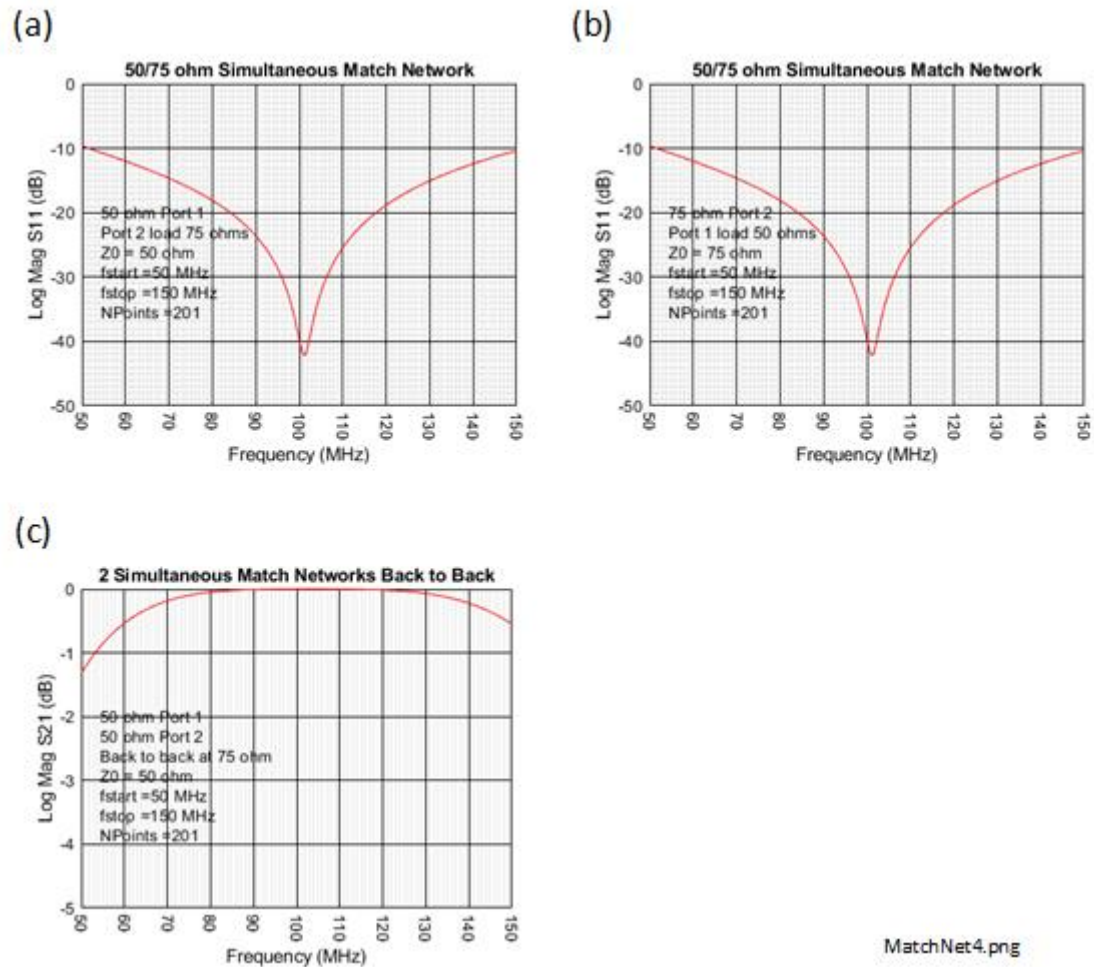 (a)
50/75 ohm Simultaneous Match Network
0
-10
-20
-30
-40
-50
Log Mag S11 (dB)
50 ohm Port 1
Port 2 load 75 ohms
Z0 = 50 ohm
fstart =50 MHz
fstop =150 MHz
NPoints =201
50 60 70 80 90 100 110 120 130 140 150
Frequency (MHz)
(b)
50/75 ohm Simultaneous Match Network
0
-10
-20
-30
-40
-50
Log Mag S11 (dB)
75 ohm Port 2
Port 1 load 50 ohms
Z0 = 75 ohm
fstart =50 MHz
fstop =150 MHz
NPoints =201
50 60 70 80 90 100 110 120 130 140 150
Frequency (MHz)
(c)
2 Simultaneous Match Networks Back to Back
0
-1
-2
-3
-4
-5
Log Mag S21 (dB)
50 ohm Port 1
50 ohm Port 2
Back to back at 75 ohm
Z0 = 50 ohm
fstart =50 MHz
fstop =150 MHz
NPoints =201
50 60 70 80 90 100 110 120 130 140 150
Frequency (MHz)
MatchNet4.png